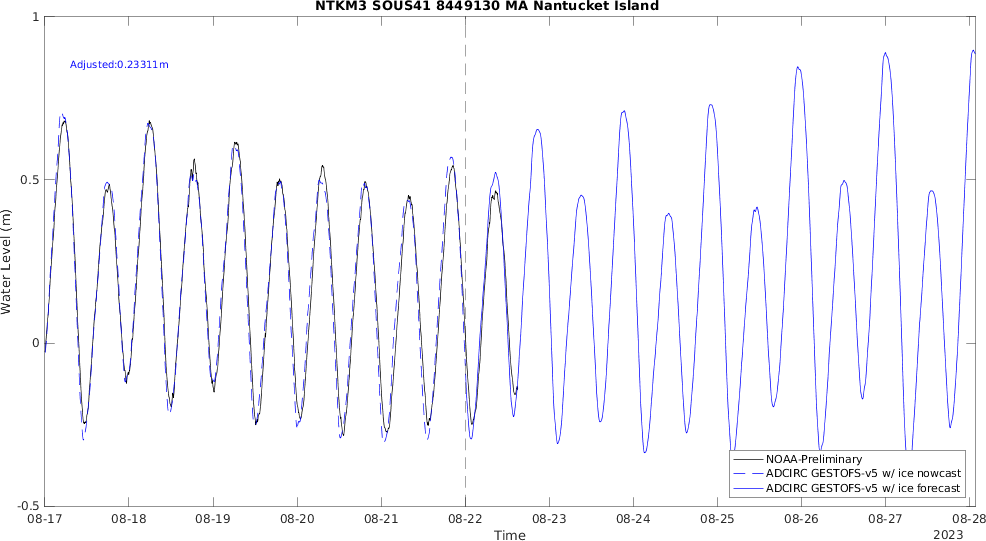 NTKM3 SOUS41 8449130 MA Nantucket Island
1
Adjusted:0.23311m
0.5
Water Level (m)
0
NOAA-Preliminary
ADCIRC GESTOFS-v5 w/ ice nowcast
ADCIRC GESTOFS-v5 w/ ice forecast
-0.5
08-17 08-18 08-19 08-20 08-21 08-22 08-23 08-24 08-25 08-26 08-27 08-28
Time
2023